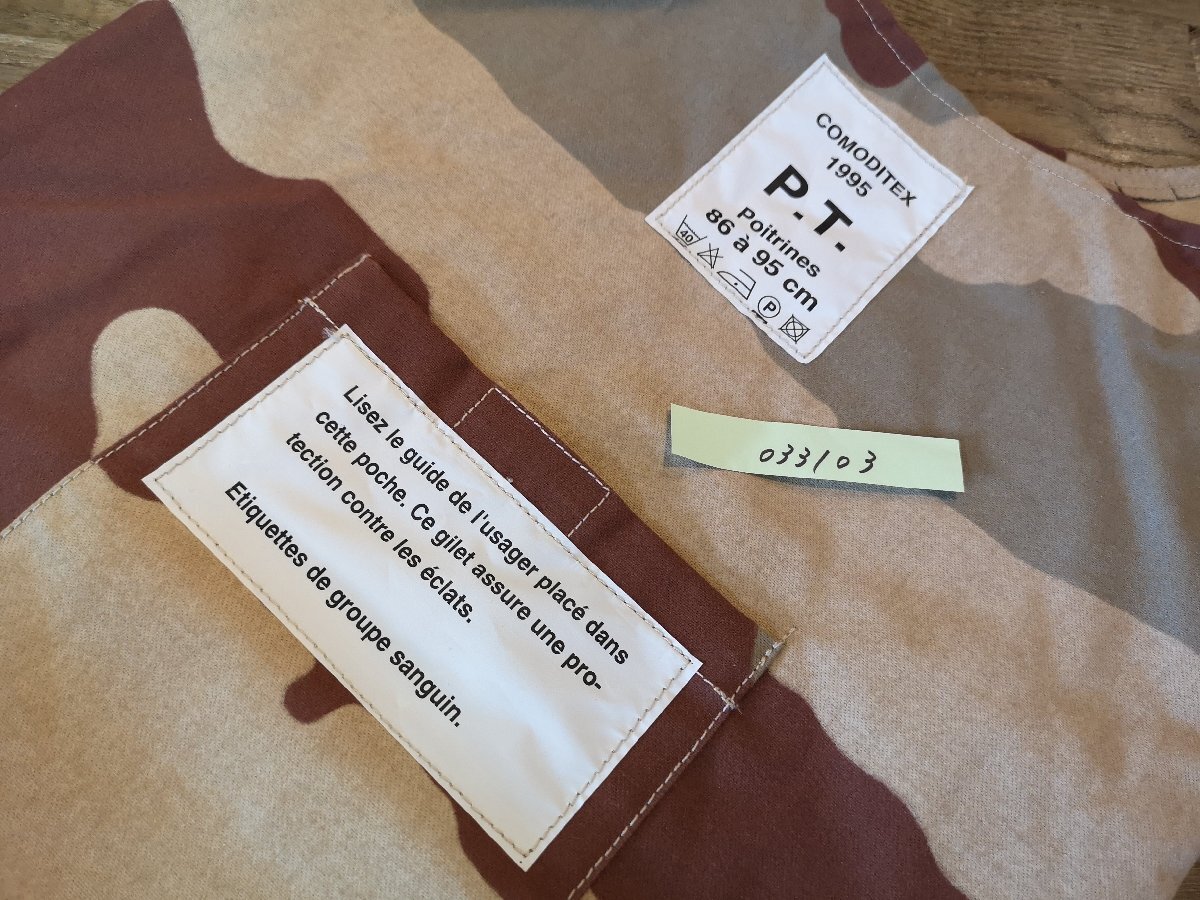 COMODITEX
1995
P.T.
Poitrines
86 à 95 cm
40 P
033103
Lisez le guide de l'usager placé dans
cette poche. Ce gilet assure une pro-
tection contre les éclats.
Etiquettes de groupe sanguin.